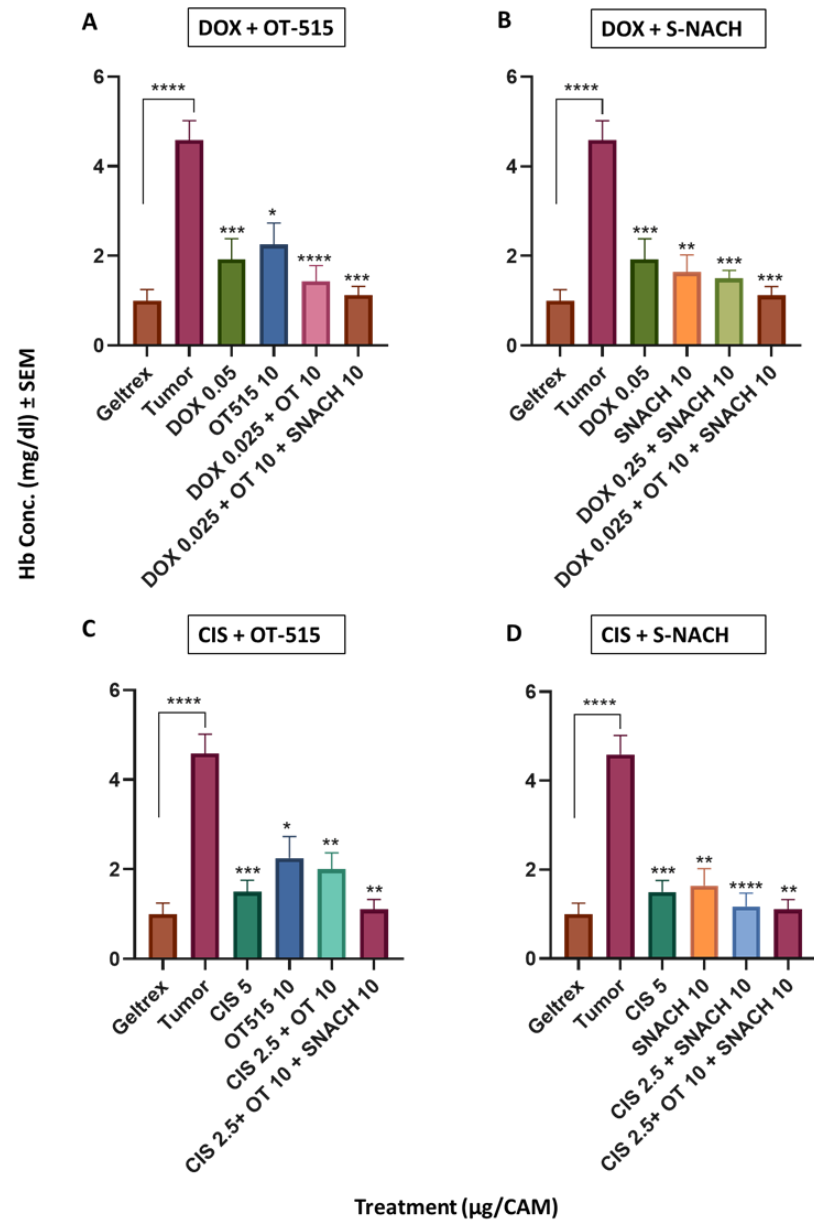 A
DOX + OT-515
Hb Conc. (mg/dl) ± SEM
6
4
2
0
****
***
*
****
***
Geltrex
Tumor
DOX 0.05
OT515 10
DOX 0.025 + OT 10
DOX 0.025 + OT 10 + SNACH 10
B
DOX + S-NACH
6
4
2
0
****
***
**
***
***
Geltrex
Tumor
DOX 0.05
SNACH 10
DOX 0.25 + SNACH 10
DOX 0.025 + OT 10 + SNACH 10
C
CIS + OT-515
6
4
2
0
****
***
*
**
**
Geltrex
Tumor
CIS 5
OT515 10
CIS 2.5 + OT 10
CIS 2.5+ OT 10 + SNACH 10
D
CIS + S-NACH
6
4
2
0
****
***
**
****
**
Geltrex
Tumor
CIS 5
SNACH 10
CIS 2.5 + SNACH 10
CIS 2.5+ OT 10 + SNACH 10
Treatment (µg/CAM)